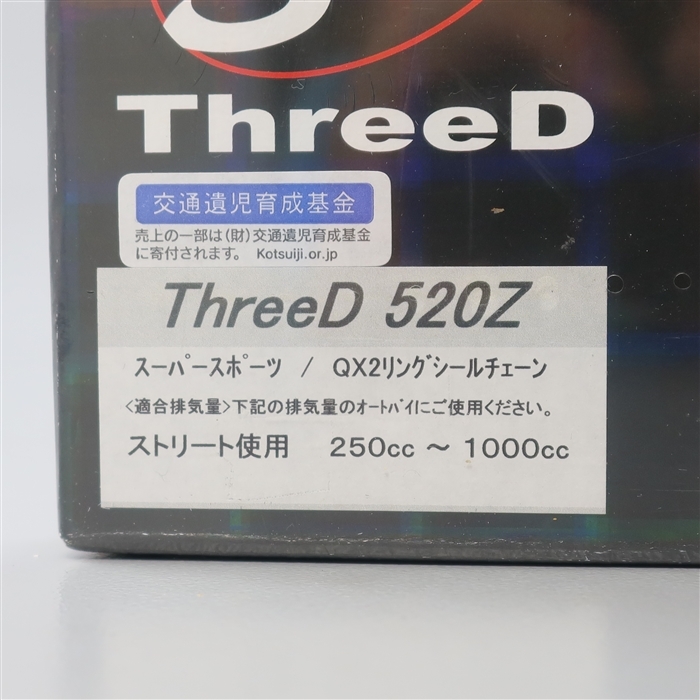 ThreeD
交通遺児育成基金
売上の一部は(財)交通遺児育成基金
に寄付されます。 Kotsuiji.or.jp
ThreeD 520Z
スーパースポーツ / QX2リングシールチェーン
<適合排気量>下記の排気量のオートバイにご使用ください。
ストリート使用 250cc ~ 1000cc